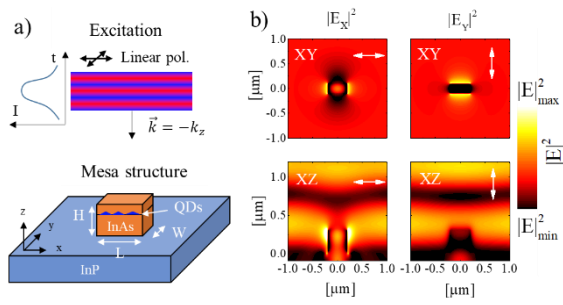 a)
Excitation
t
Linear pol.
I
k⃗ = −k_z
Mesa structure
H
QDs
InAs
W
L
z
y
x
InP
b)
|E_X|²
|E_Y|²
XY
XY
1.0
0.5
0.0
-0.5
-1.0
[µm]
|E|²max
|E|²
|E|²min
XZ
XZ
1.0
0.5
0.0
[µm]
-1.0 -0.5 0.0 0.5 1.0
-1.0 -0.5 0.0 0.5 1.0
[µm]
[µm]